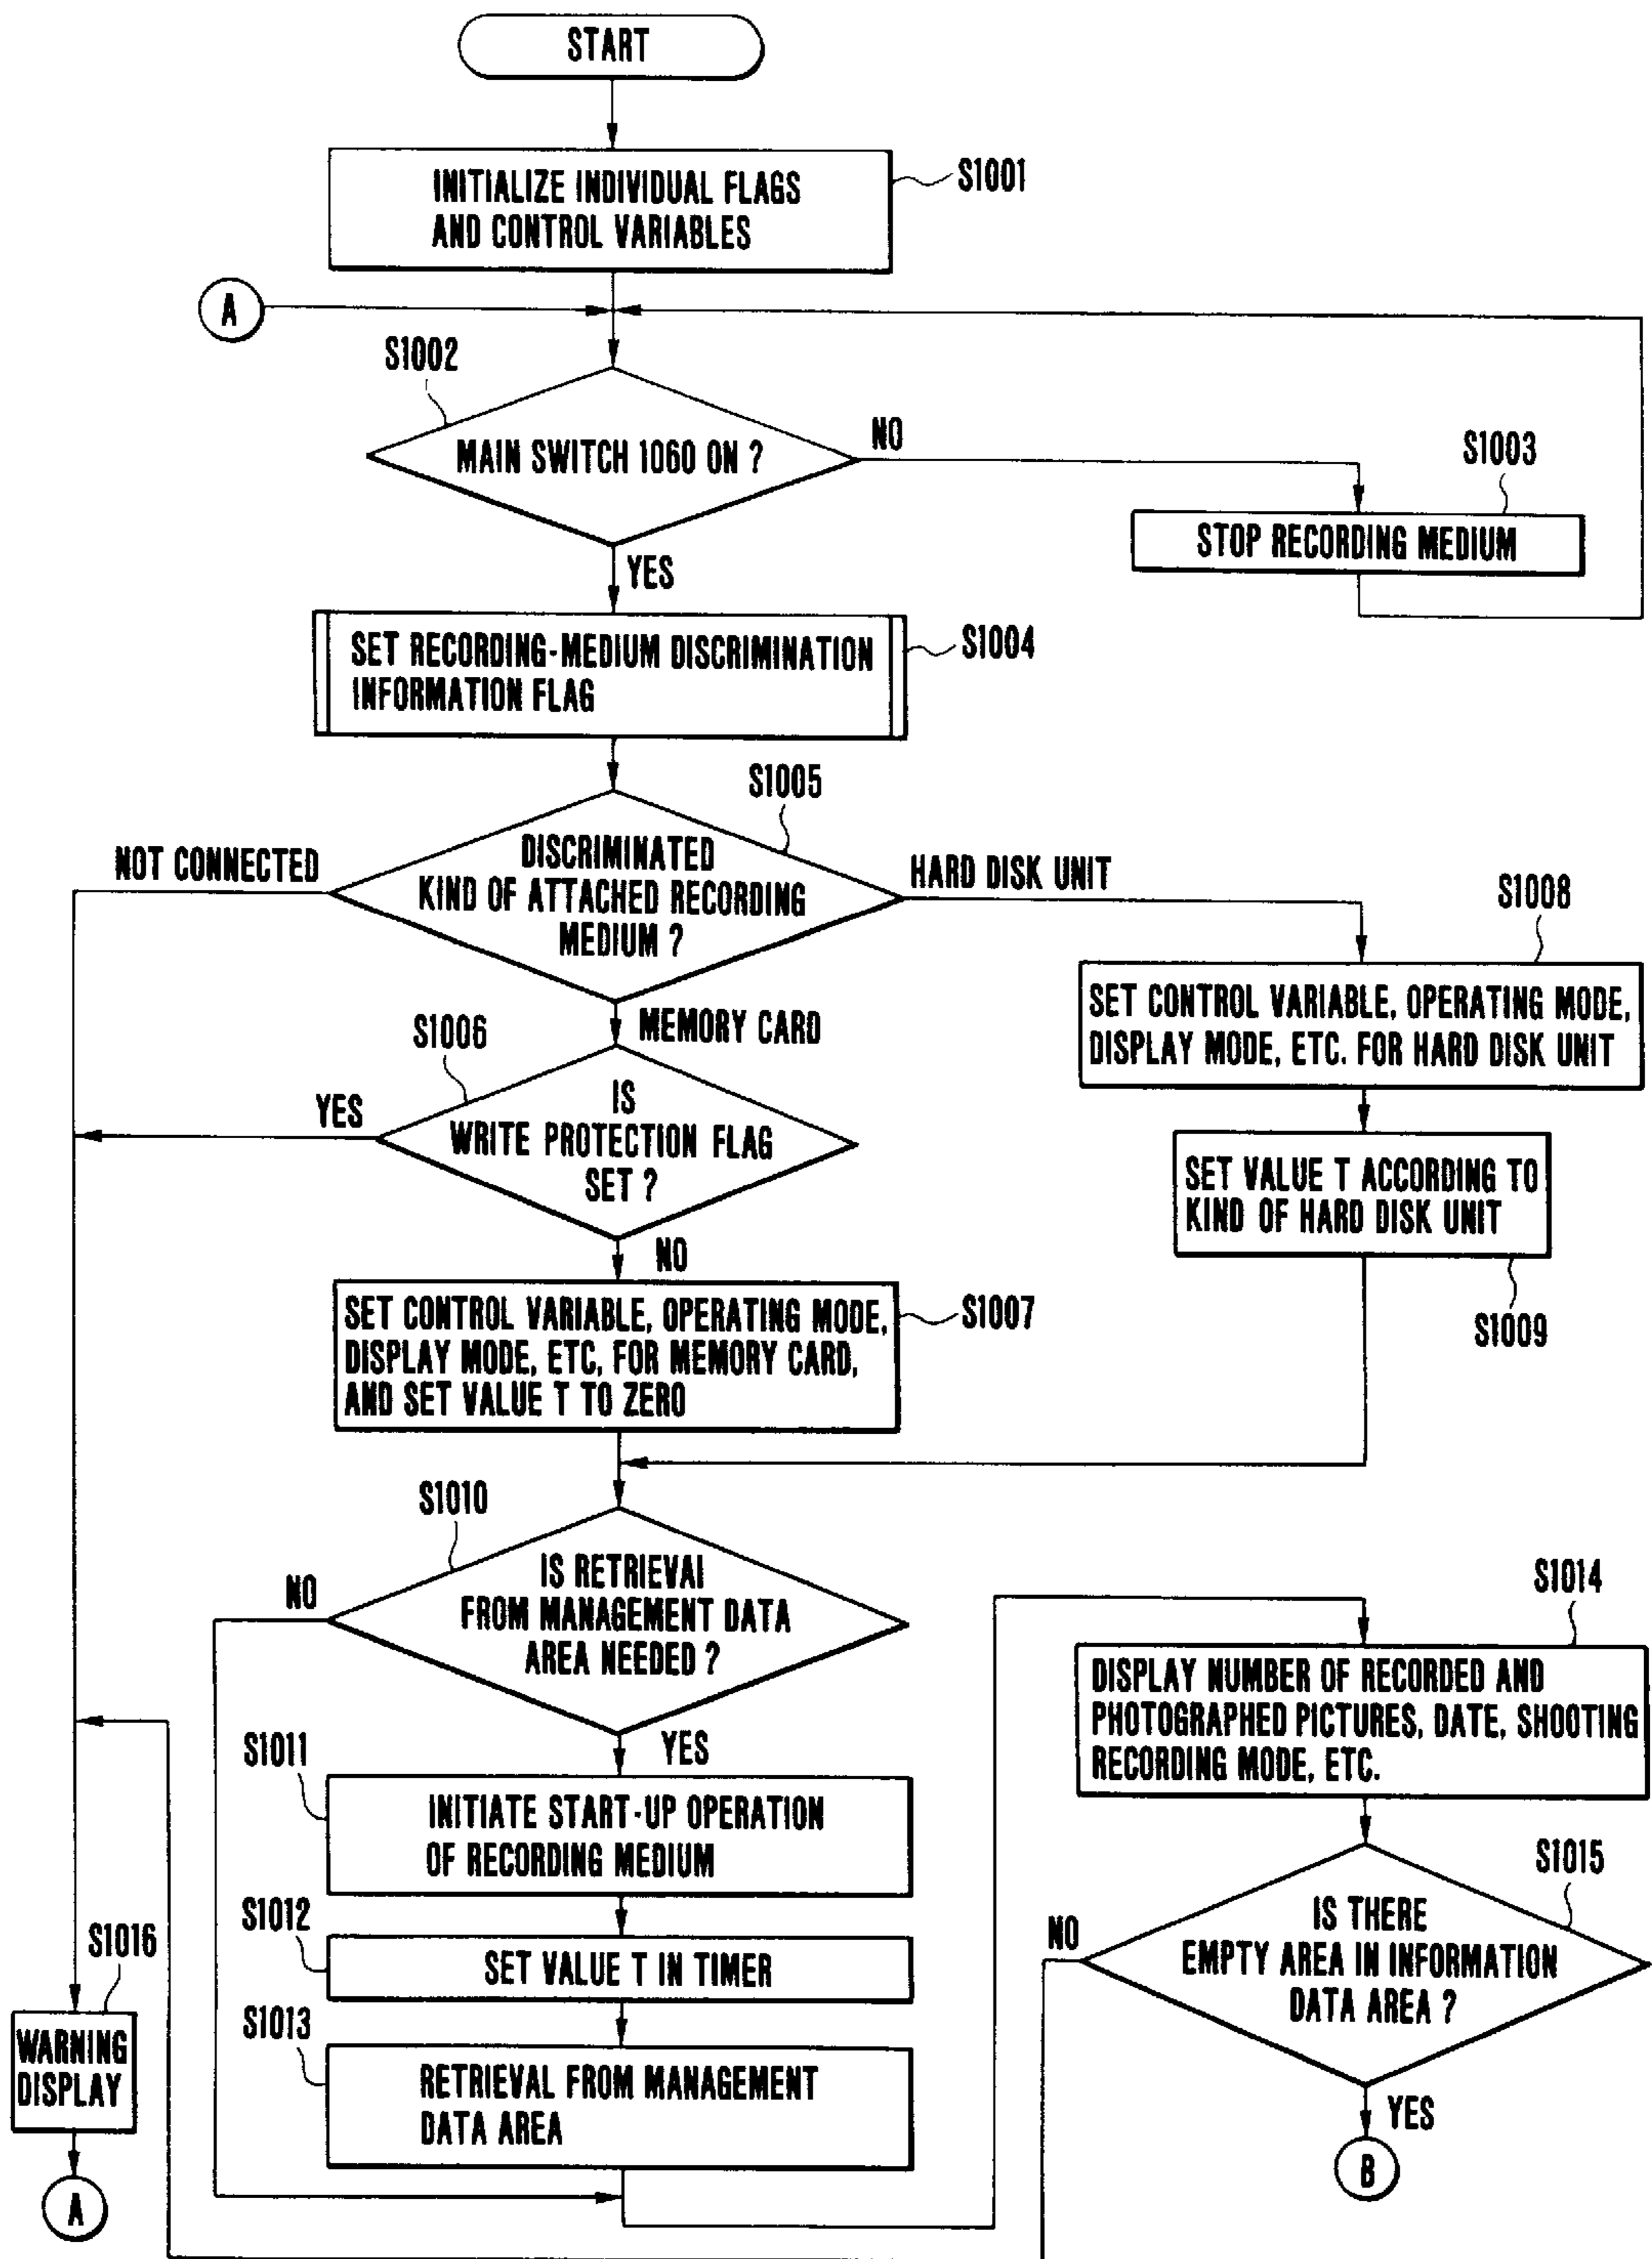 START
INITIALIZE INDIVIDUAL FLAGS
AND CONTROL VARIABLES
S1001
A
S1002
MAIN SWITCH 1060 ON ?
NO
S1003
STOP RECORDING MEDIUM
YES
SET RECORDING-MEDIUM DISCRIMINATION
INFORMATION FLAG
S1004
S1005
NOT CONNECTED
DISCRIMINATED
KIND OF ATTACHED RECORDING
MEDIUM ?
HARD DISK UNIT
S1008
MEMORY CARD
SET CONTROL VARIABLE, OPERATING MODE,
DISPLAY MODE, ETC. FOR HARD DISK UNIT
S1006
YES
IS
WRITE PROTECTION FLAG
SET ?
SET VALUE T ACCORDING TO
KIND OF HARD DISK UNIT
S1009
NO
SET CONTROL VARIABLE, OPERATING MODE,
DISPLAY MODE, ETC, FOR MEMORY CARD,
AND SET VALUE T TO ZERO
S1007
S1010
NO
IS RETRIEVAl
FROM MANAGEMENT DATA
AREA NEEDED ?
YES
S1014
DISPLAY NUMBER OF RECORDED AND
PHOTOGRAPHED PICTURES, DATE, SHOOTING
RECORDING MODE, ETC.
S1011
INITIATE START-UP OPERATION
OF RECORDING MEDIUM
S1015
NO
IS THERE
EMPTY AREA IN INFORMATION
DATA AREA ?
S1012
SET VALUE T IN TIMER
S1016
WARNING
DISPLAY
S1013
RETRIEVAL FROM MANAGEMENT
DATA AREA
YES
B
A